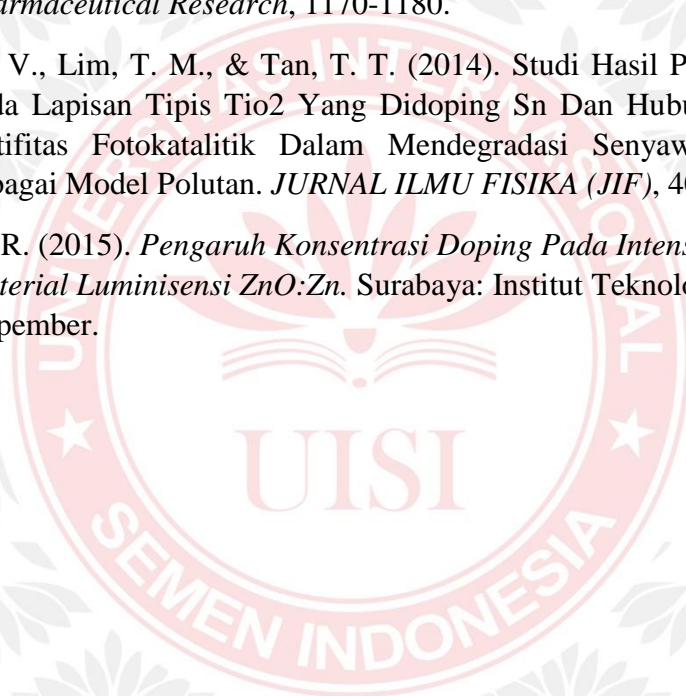 armaceutical Research, 1170-1180.
V., Lim, T. M., & Tan, T. T. (2014). Studi Hasil P
da Lapisan Tipis Tio2 Yang Didoping Sn Dan Hubu
tifitas Fotokatalitik Dalam Mendegradasi Senyaw
bagai Model Polutan. JURNAL ILMU FISIKA (JIF), 40
R. (2015). Pengaruh Konsentrasi Doping Pada Intens
terial Luminisensi ZnO:Zn. Surabaya: Institut Teknolo
pember.
UNIVERSITAS INTERNASIONAL
UISI
SEMEN INDONESIA